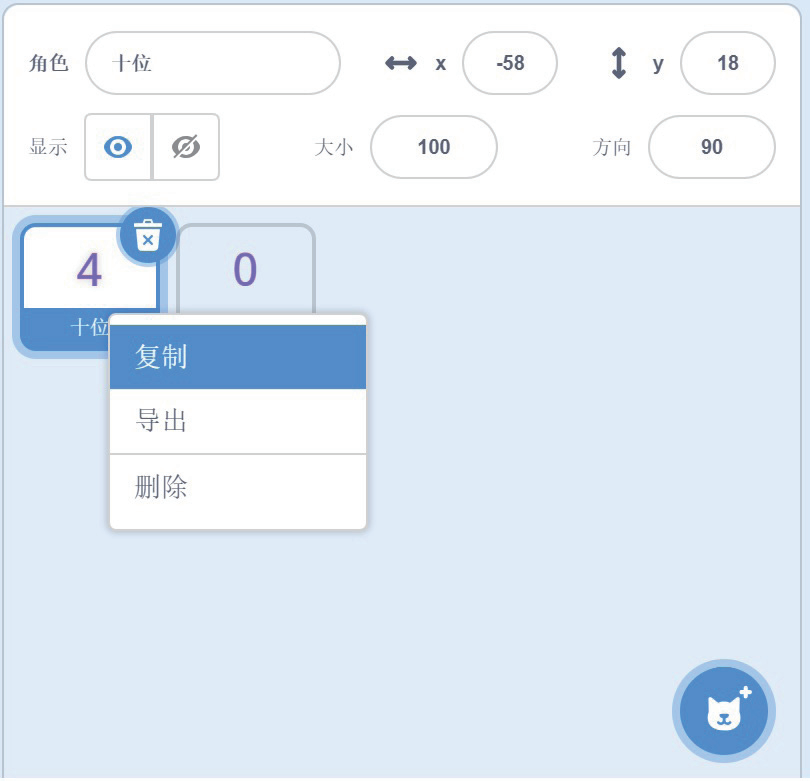 角色 十位 x -58 y 18
显示 大小 100 方向 90
4 0
十位
复制
导出
删除